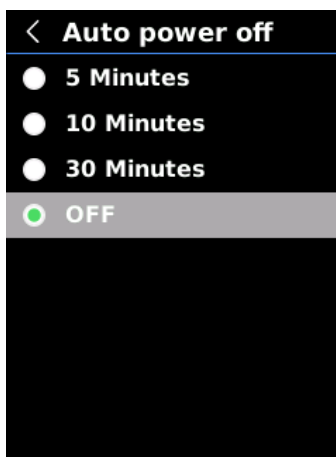 Auto power off
5 Minutes
10 Minutes
30 Minutes
OFF